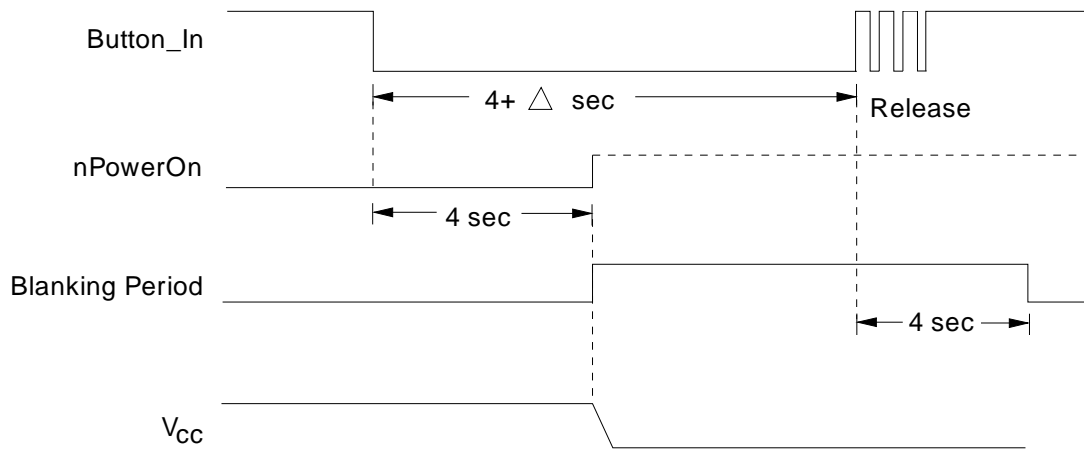 Button_In
4+ △ sec
Release
nPowerOn
4 sec
Blanking Period
4 sec
Vcc